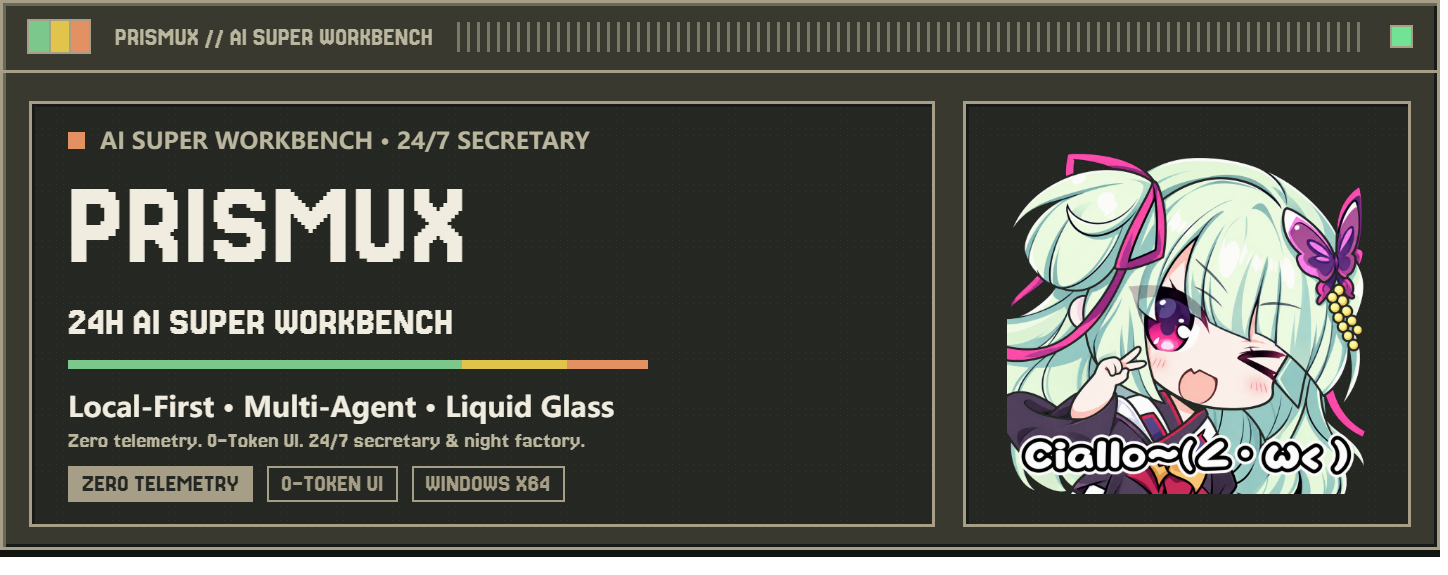 PRISMUX // AI SUPER WORKBENCH
AI SUPER WORKBENCH • 24/7 SECRETARY
PRISMUX
24H AI SUPER WORKBENCH
Local-First • Multi-Agent • Liquid Glass
Zero telemetry. 0-Token UI. 24/7 secretary & night factory.
ZERO TELEMETRY
0-TOKEN UI
WINDOWS X64
Ciallo~(∠・ω< )